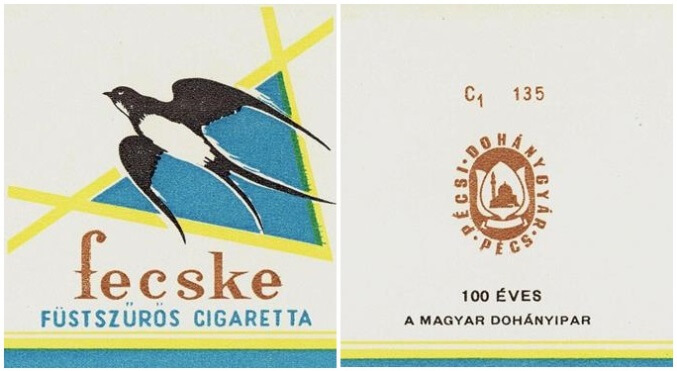 fecske
FÜSTSZŰRŐS CIGARETTA
C1 135
PÉCSI·DOHÁNYGYÁR·
PÉCS·
100 ÉVES
A MAGYAR DOHÁNYIPAR